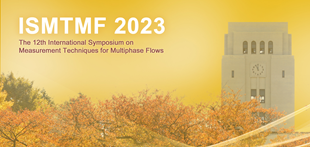 ISMTMF 2023
The 12th International Symposium on
Measurement Techniques for Multiphase Flows